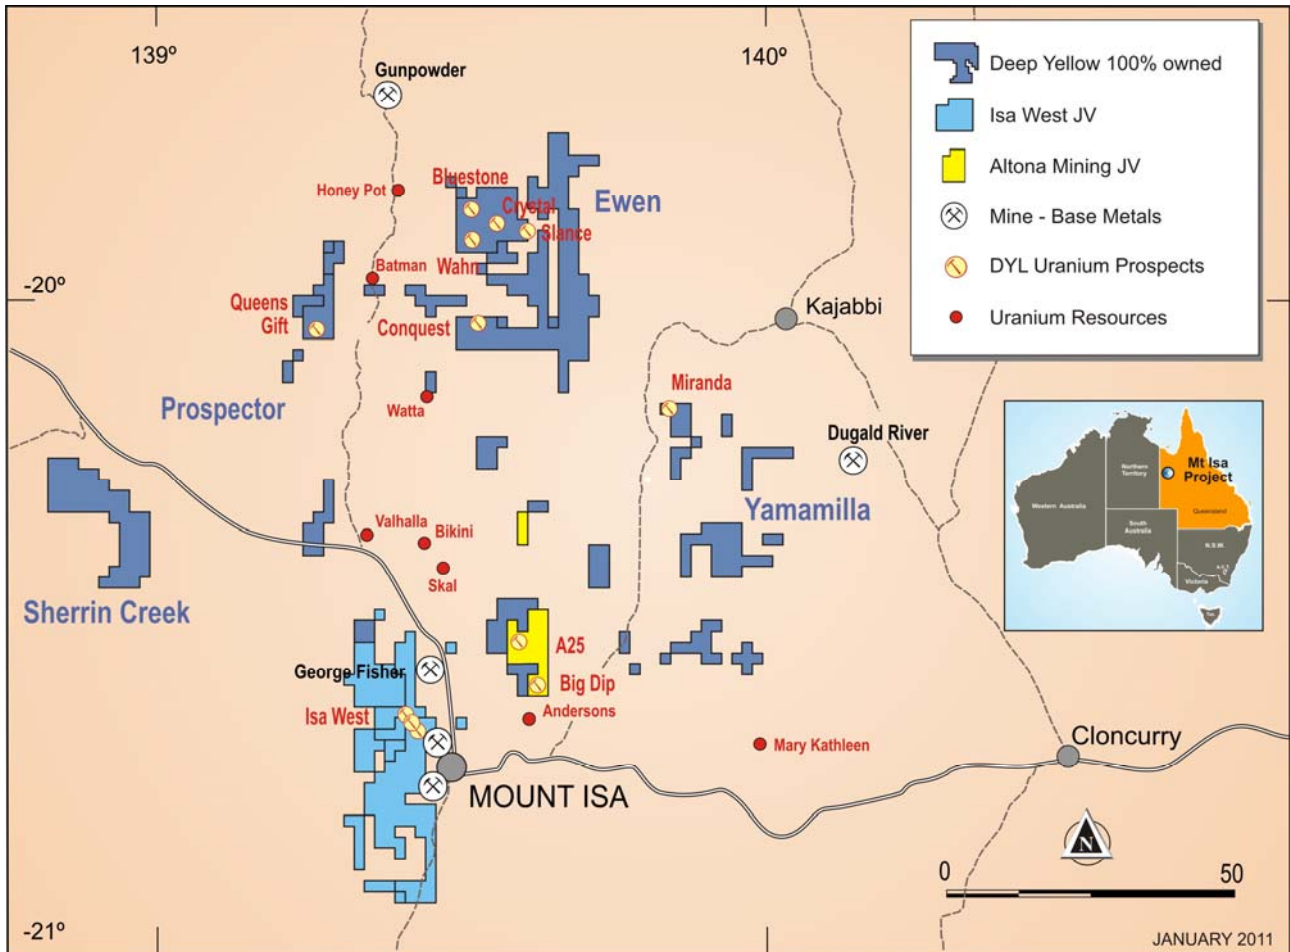 139º
140º
Gunpowder
Deep Yellow 100% owned
Isa West JV
Altona Mining JV
Mine - Base Metals
DYL Uranium Prospects
Uranium Resources
Honey Pot
Bluestone
Crystal
Slance
Ewen
Wahn
Batman
-20º
Queens
Gift
Conquest
Kajabbi
Prospector
Watta
Miranda
Dugald River
Yamamilla
Valhalla
Bikini
Skal
Sherrin Creek
Western Australia
Northern
Territory
South
Australia
Mt Isa
Project
Queensland
N.S.W.
A.C.T.
Victoria
Tas.
George Fisher
A25
Isa West
Big Dip
Andersons
Mary Kathleen
Cloncurry
MOUNT ISA
N
0
50
-21º
JANUARY 2011